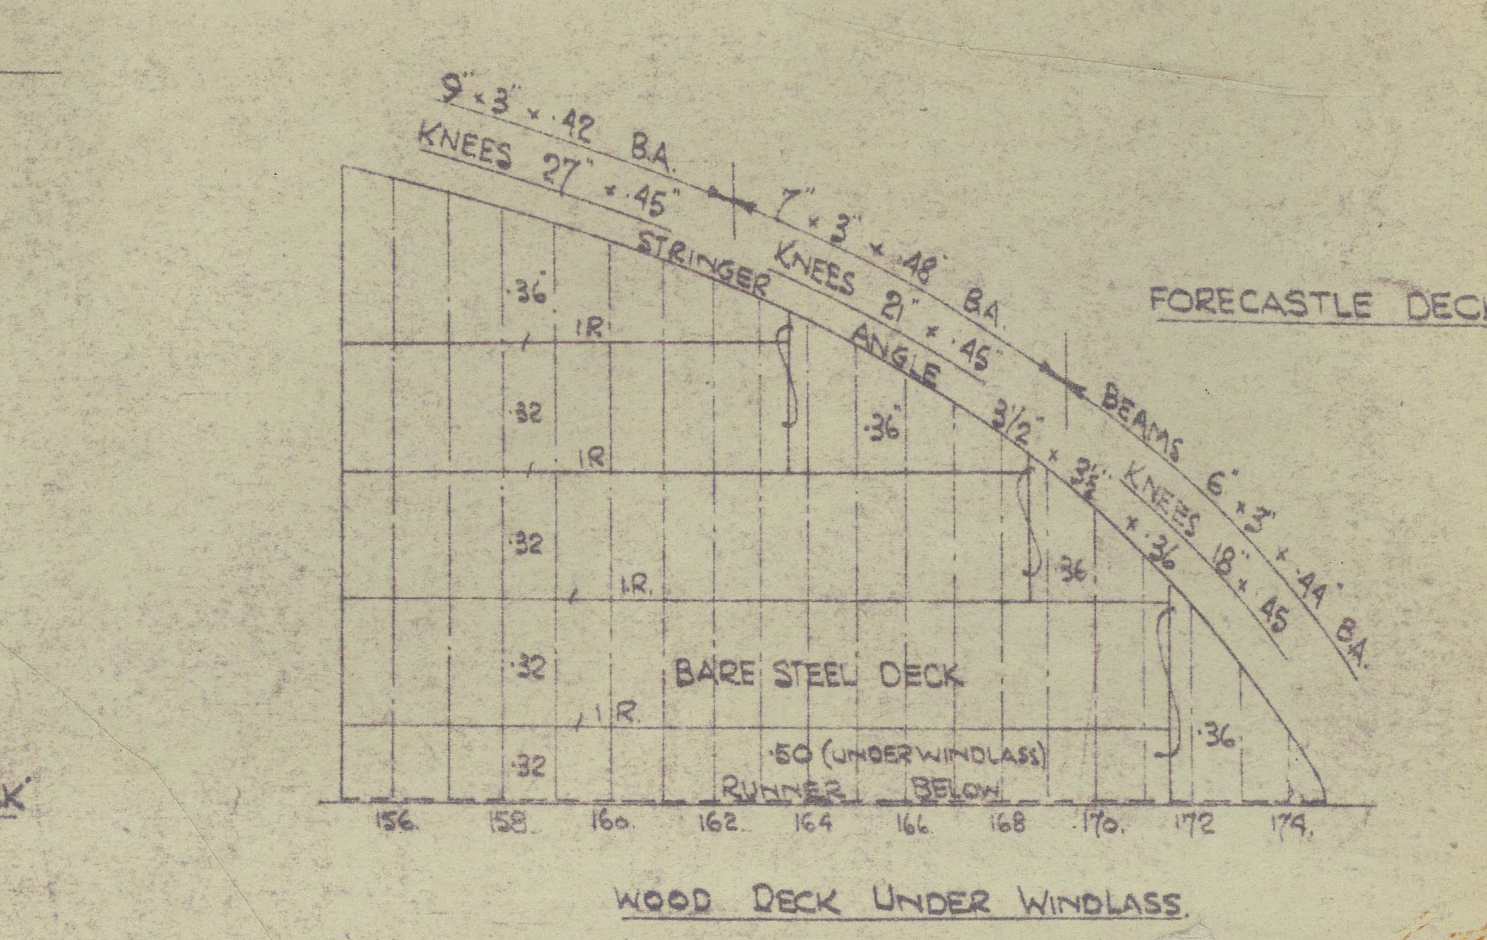 9" × 3" × .42 B.A.
KNEES 27" × .45"
7" × 3" × .48" B.A.
KNEES 21" × .45"
BEAMS 6" × 3" × .44" B.A.
KNEES 18" × .45
STRINGER ANGLE 3½" × 3½" × .36
FORECASTLE DECK
.36"
1R
.32
.36"
1R
.32
.36
1.R.
.32
BARE STEEL DECK
1 R.
.36
.50 (UNDER WINDLASS)
.32
RUNNER BELOW
156. 158. 160. 162. 164 166 168 170. 172 174.
K.
WOOD DECK UNDER WINDLASS.